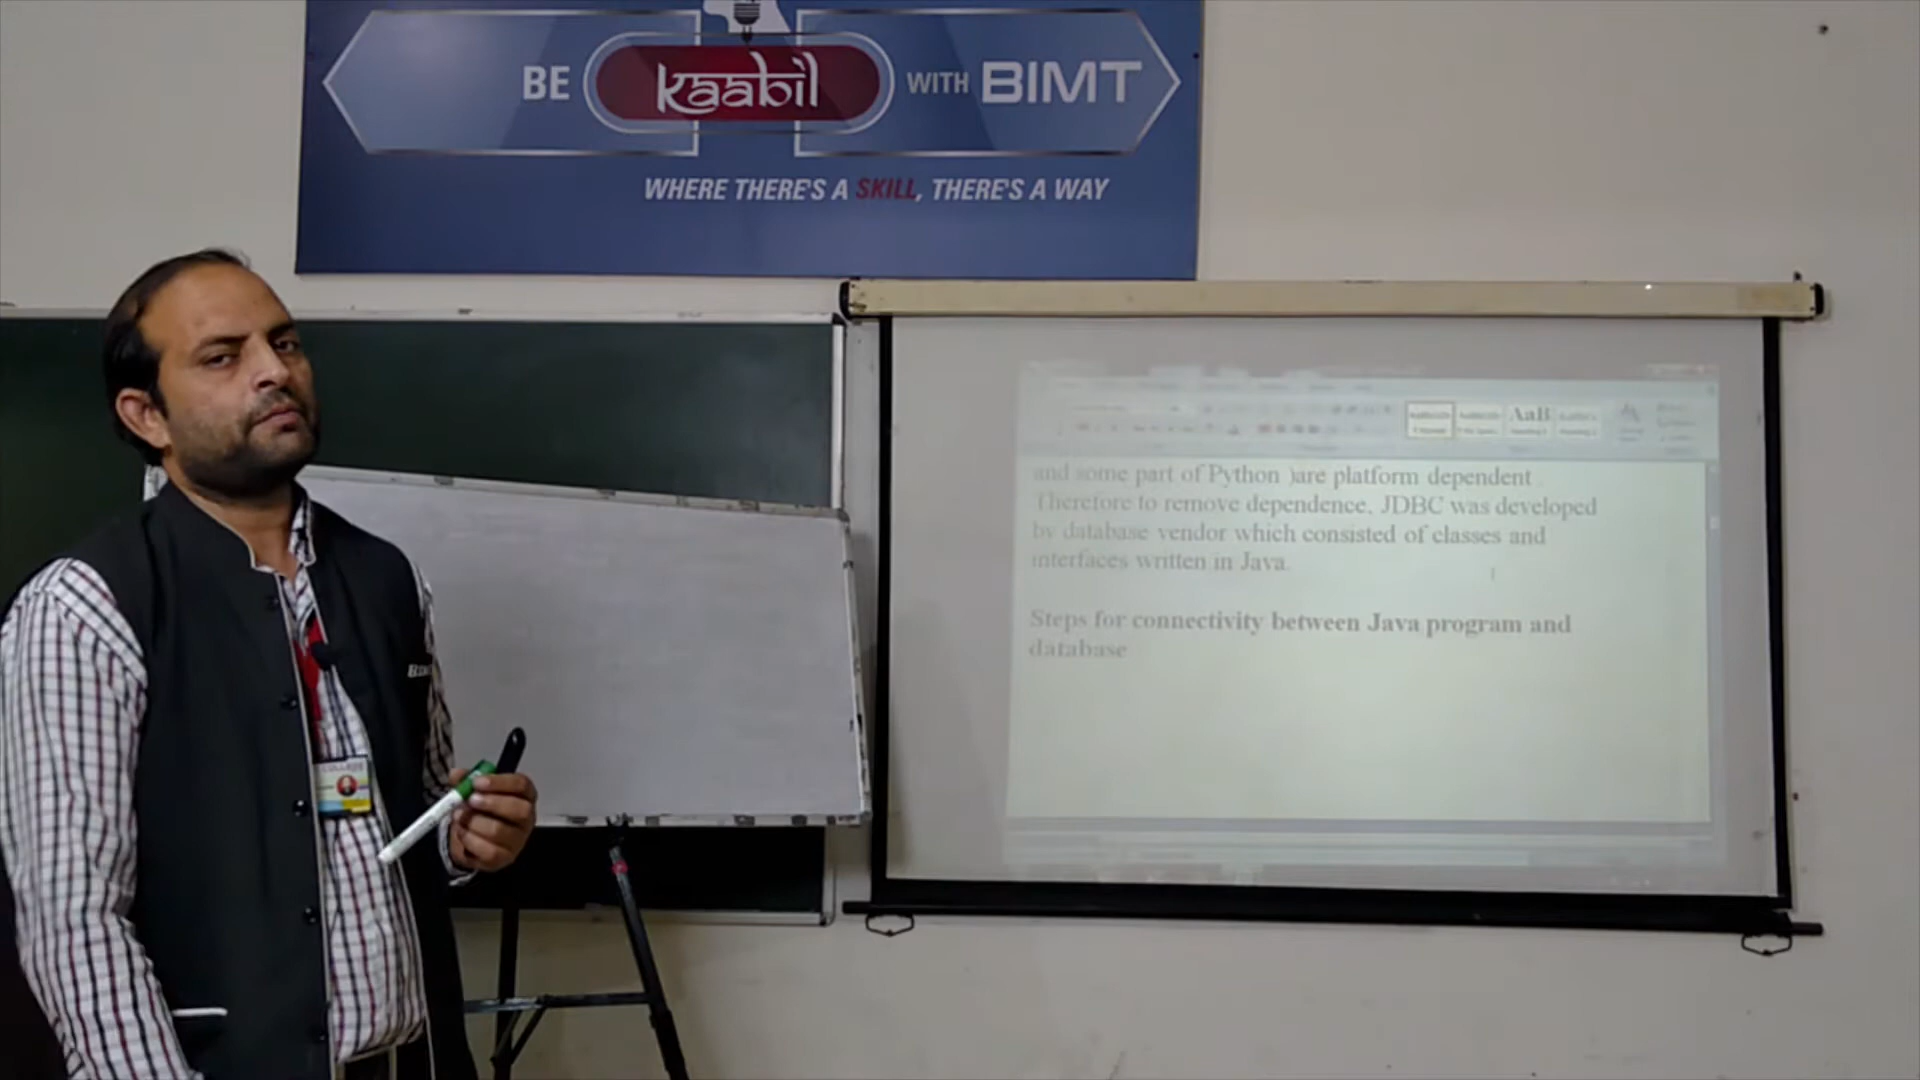 BE kaabil WITH BIMT
WHERE THERE'S A SKILL, THERE'S A WAY
AaB
and some part of Python )are platform dependent
Therefore to remove dependence, JDBC was developed
by database vendor which consisted of classes and
interfaces written in Java.
Steps for connectivity between Java program and
database